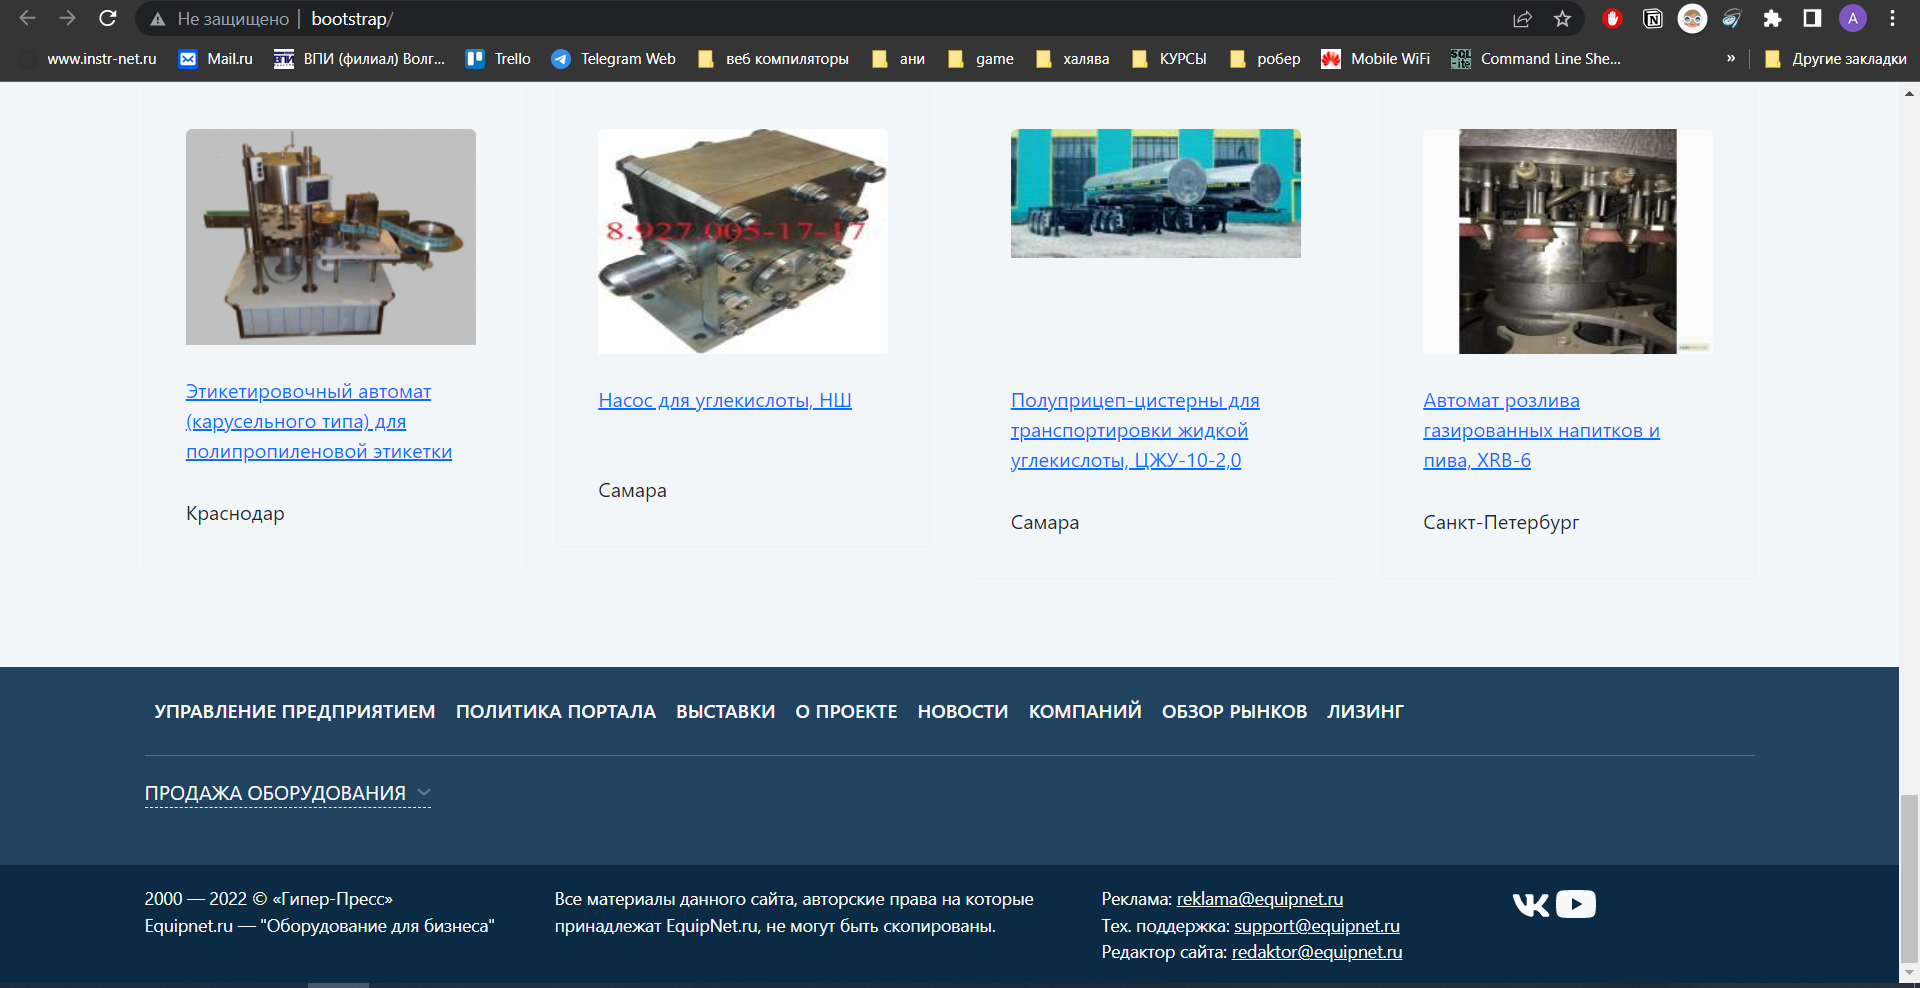 Не защищено | bootstrap/
www.instr-net.ru Mail.ru ВПИ (филиал) Волг... Trello Telegram Web веб компиляторы ани game халява КУРСЫ робер Mobile WiFi Command Line She... » Другие закладки
A
8.927.005-17-17
Этикетировочный автомат
(карусельного типа) для
полипропиленовой этикетки
Краснодар
Насос для углекислоты, НШ
Самара
Полуприцеп-цистерны для
транспортировки жидкой
углекислоты, ЦЖУ-10-2,0
Самара
Автомат розлива
газированных напитков и
пива, XRB-6
Санкт-Петербург
УПРАВЛЕНИЕ ПРЕДПРИЯТИЕМ ПОЛИТИКА ПОРТАЛА ВЫСТАВКИ О ПРОЕКТЕ НОВОСТИ КОМПАНИЙ ОБЗОР РЫНКОВ ЛИЗИНГ
ПРОДАЖА ОБОРУДОВАНИЯ
2000 — 2022 © «Гипер-Пресс»
Equipnet.ru — "Оборудование для бизнеса"
Все материалы данного сайта, авторские права на которые
принадлежат EquipNet.ru, не могут быть скопированы.
Реклама: reklama@equipnet.ru
Тех. поддержка: support@equipnet.ru
Редактор сайта: redaktor@equipnet.ru